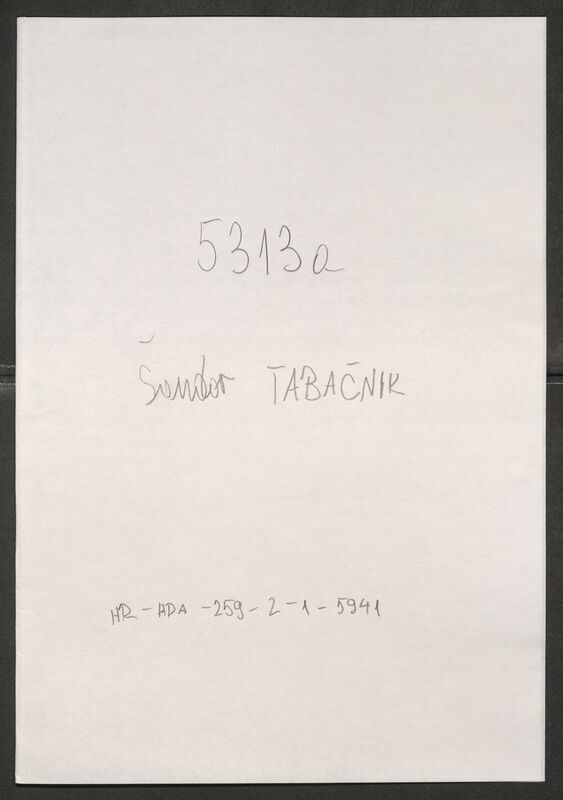 5313a
Šandor TABAČNIK
HR-HDA-259-2-1-5941